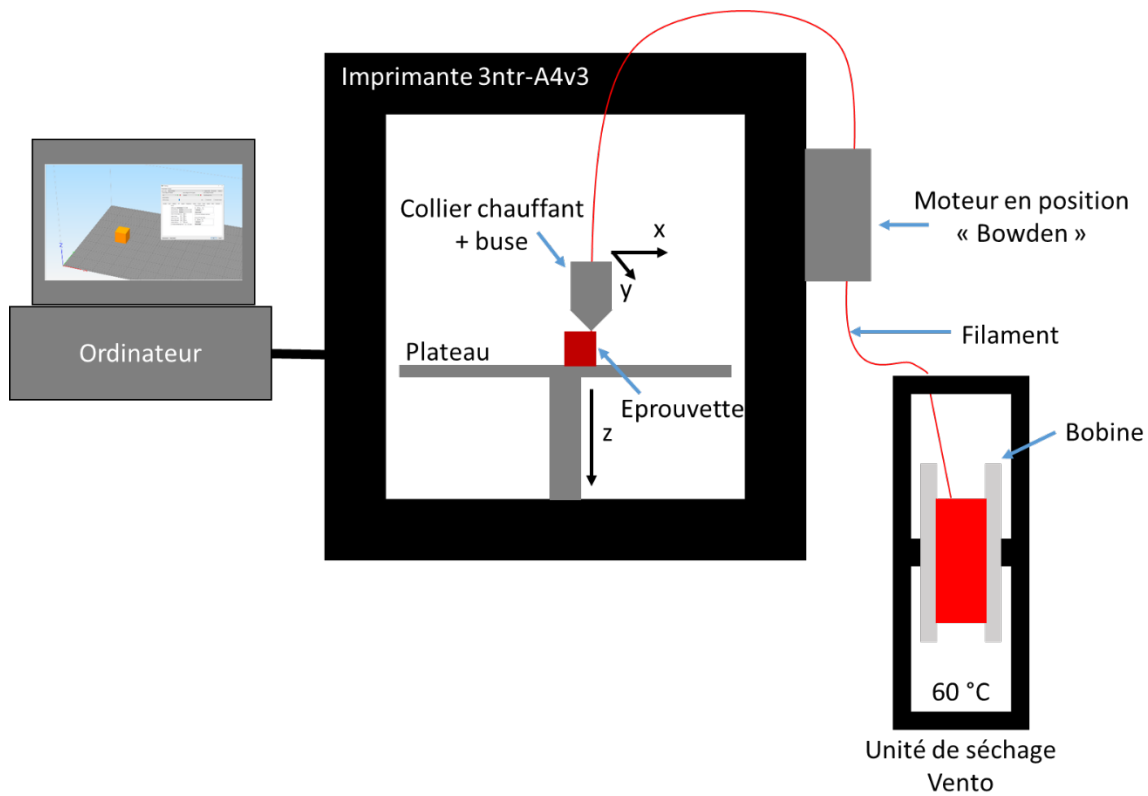 Imprimante 3ntr-A4v3
Collier chauffant
+ buse
x
y
Moteur en position
« Bowden »
Filament
Ordinateur
Plateau
Eprouvette
z
Bobine
60 °C
Unité de séchage
Vento